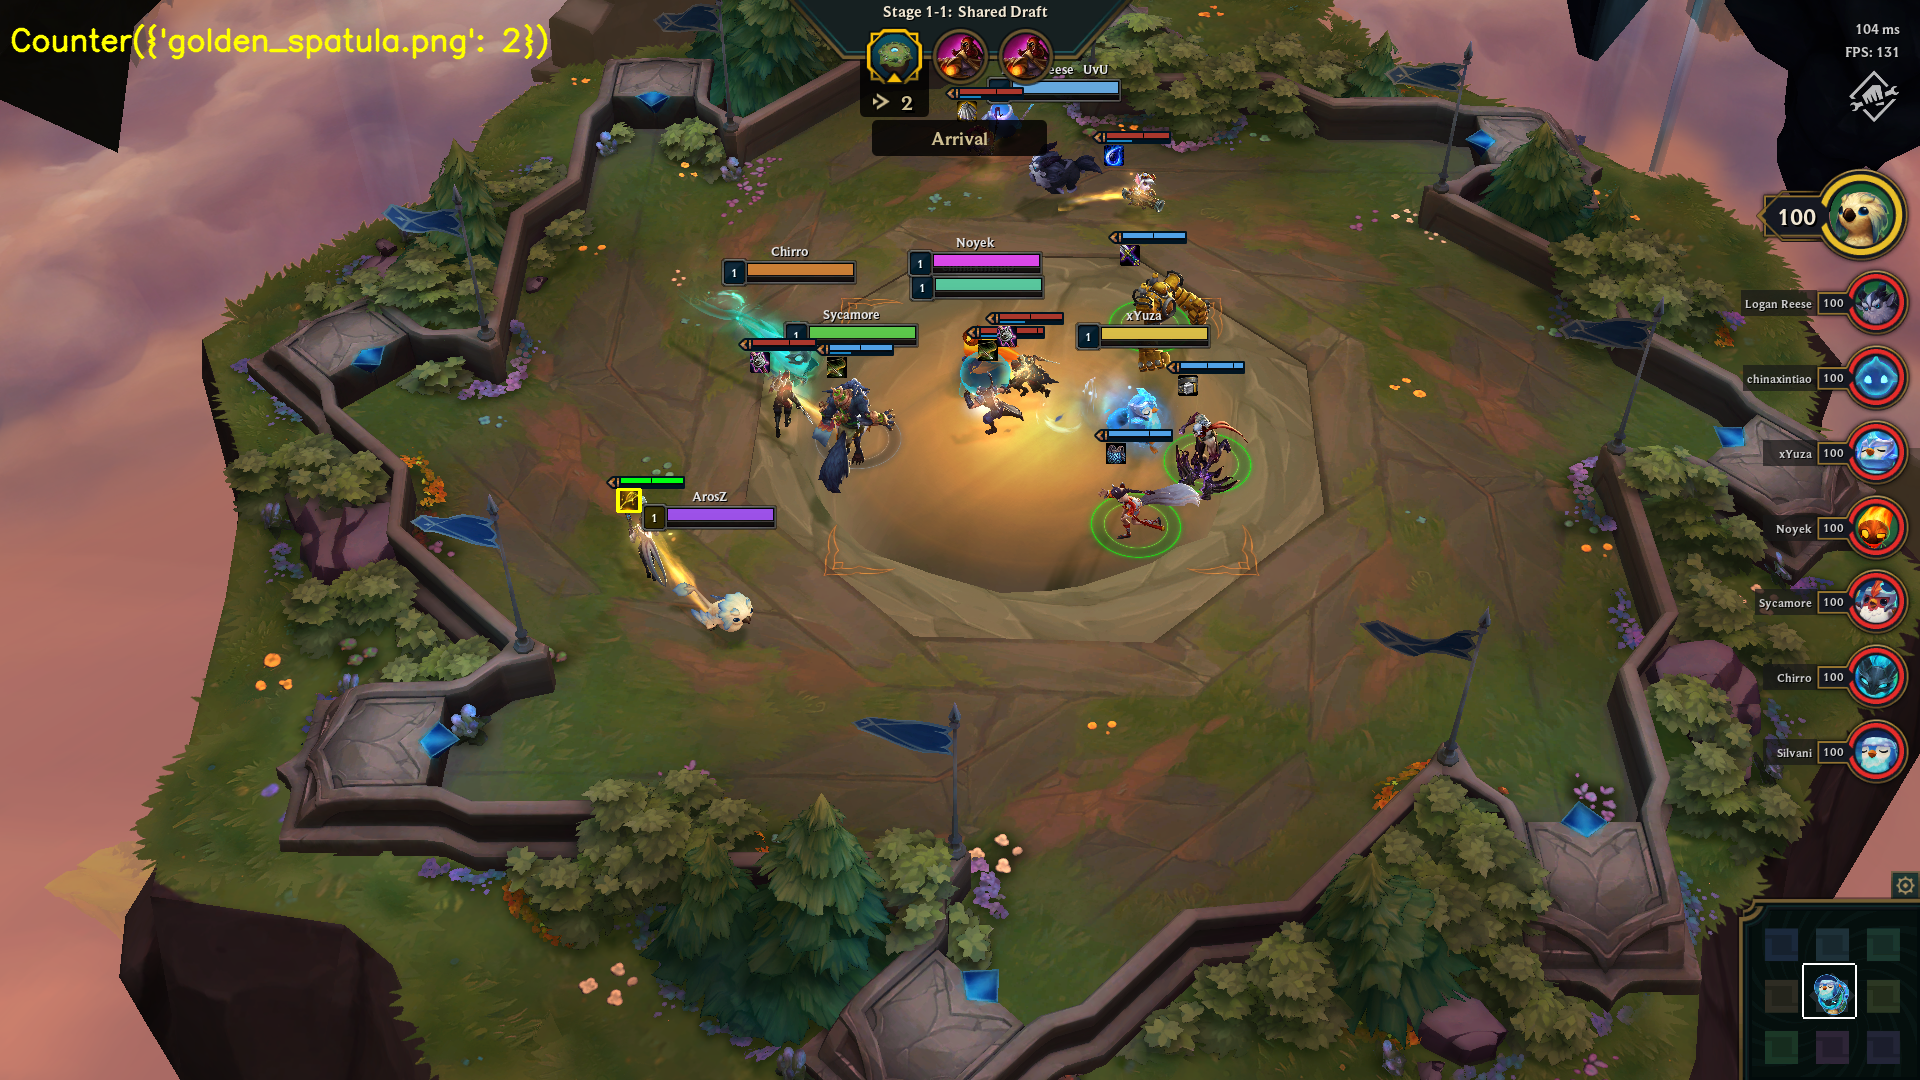 Stage 1-1: Shared Draft
Counter({'golden_spatula.png': 2})
104 ms
FPS: 131
eese UvU
2
Arrival
100
Chirro
1
Noyek
1
1
Logan Reese 100
Sycamore
1
xYuza
1
chinaxintiao 100
xYuza 100
ArosZ
1
Noyek 100
Sycamore 100
Chirro 100
Silvani 100